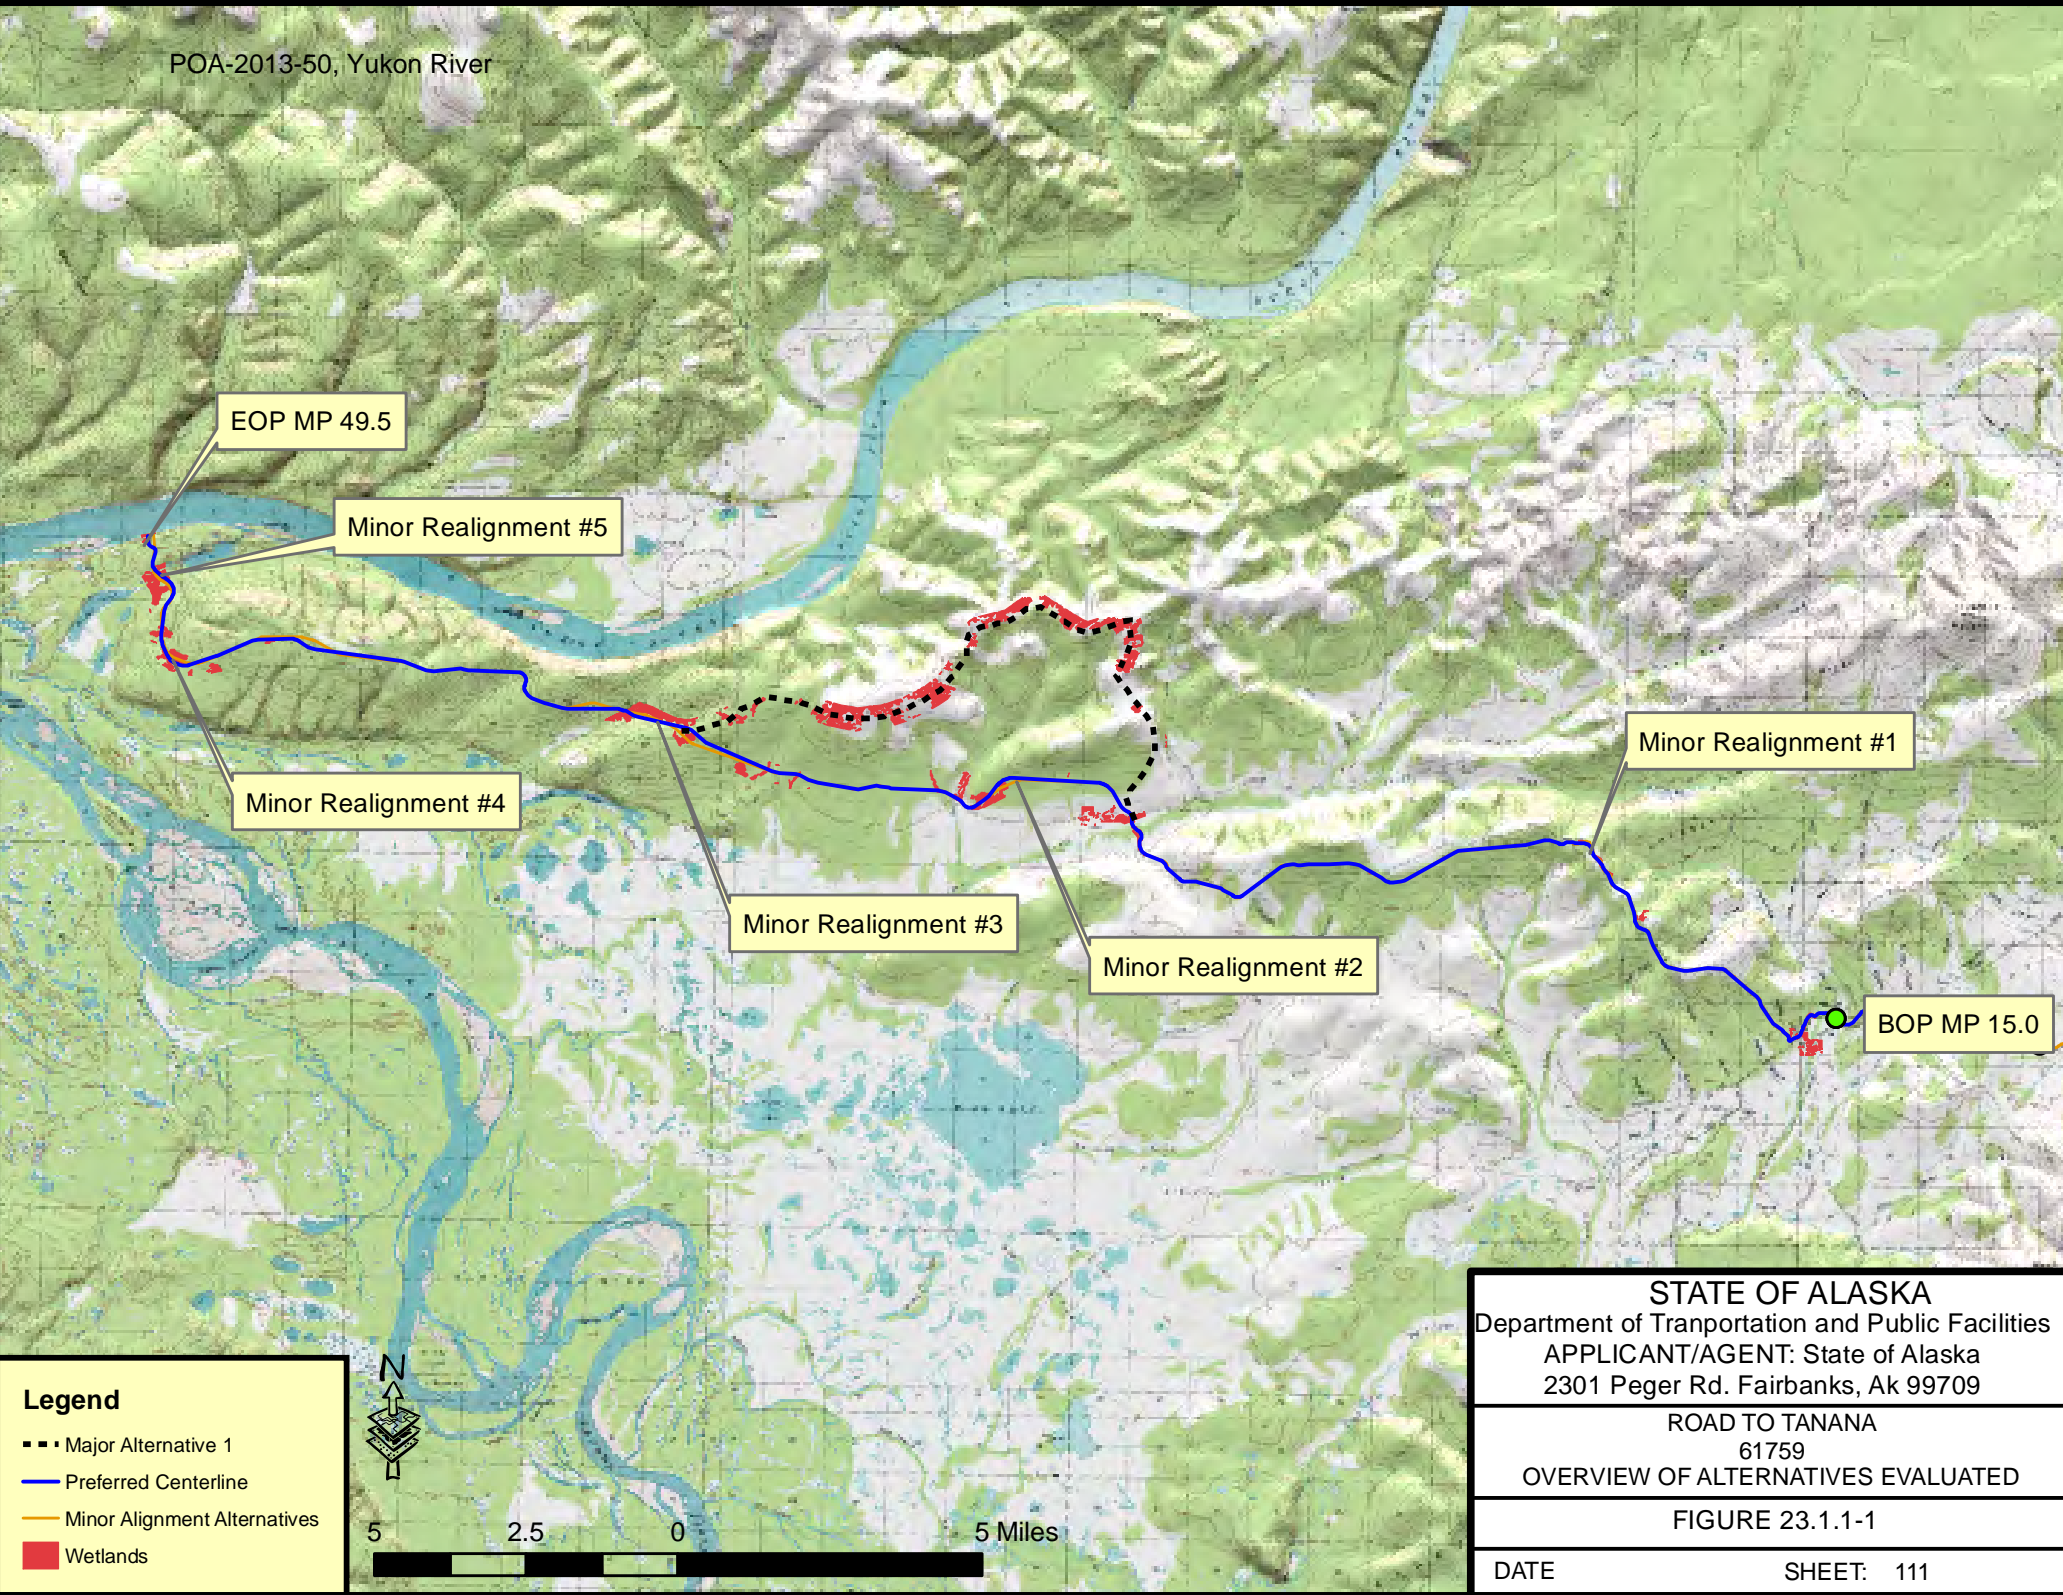 POA-2013-50, Yukon River
EOP MP 49.5
Minor Realignment #5
Minor Realignment #1
Minor Realignment #4
Minor Realignment #3
Minor Realignment #2
BOP MP 15.0
Legend
Major Alternative 1
Preferred Centerline
Minor Alignment Alternatives
Wetlands
N
5 2.5 0 5 Miles
STATE OF ALASKA
Department of Tranportation and Public Facilities
APPLICANT/AGENT: State of Alaska
2301 Peger Rd. Fairbanks, Ak 99709
ROAD TO TANANA
61759
OVERVIEW OF ALTERNATIVES EVALUATED
FIGURE 23.1.1-1
DATE SHEET: 111